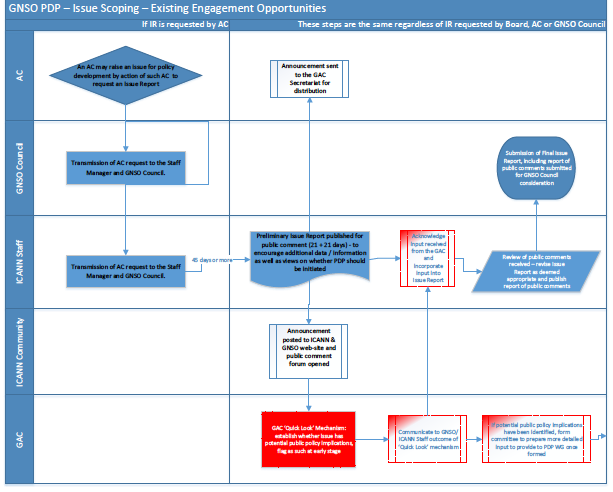 GNSO PDP – Issue Scoping – Existing Engagement Opportunities
If IR is requested by AC
These steps are the same regardless of IR requested by Board, AC or GNSO Council
AC
An AC may raise an issue for policy
development by action of such AC to
request an Issue Report
Announcement sent
to the GAC
Secretariat for
distribution
GNSO Council
Transmission of AC request to the Staff
Manager and GNSO Council.
Submission of Final Issue
Report, including report of
public comments submitted
for GNSO Council
consideration
ICANN Staff
Transmission of AC request to the Staff
Manager and GNSO Council.
45 days or more
Preliminary Issue Report published for
public comment (21 + 21 days) - to
encourage additional data / information
as well as views on whether PDP should
be initiated
Acknowledge
input received
from the GAC
and
incorporate
input into
Issue Report
Review of public comments
received – revise Issue
Report as deemed
appropriate and publish
report of public comments
ICANN Community
Announcement
posted to ICANN &
GNSO web-site and
public comment
forum opened
GAC
GAC 'Quick Look' Mechanism:
establish whether issue has
potential public policy implications,
flag as such at early stage
Communicate to GNSO/
ICANN Staff outcome of
'Quick Look' mechanism
If potential public policy implications
have been identified, form
committee to prepare more detailed
input to provide to PDP WG once
formed